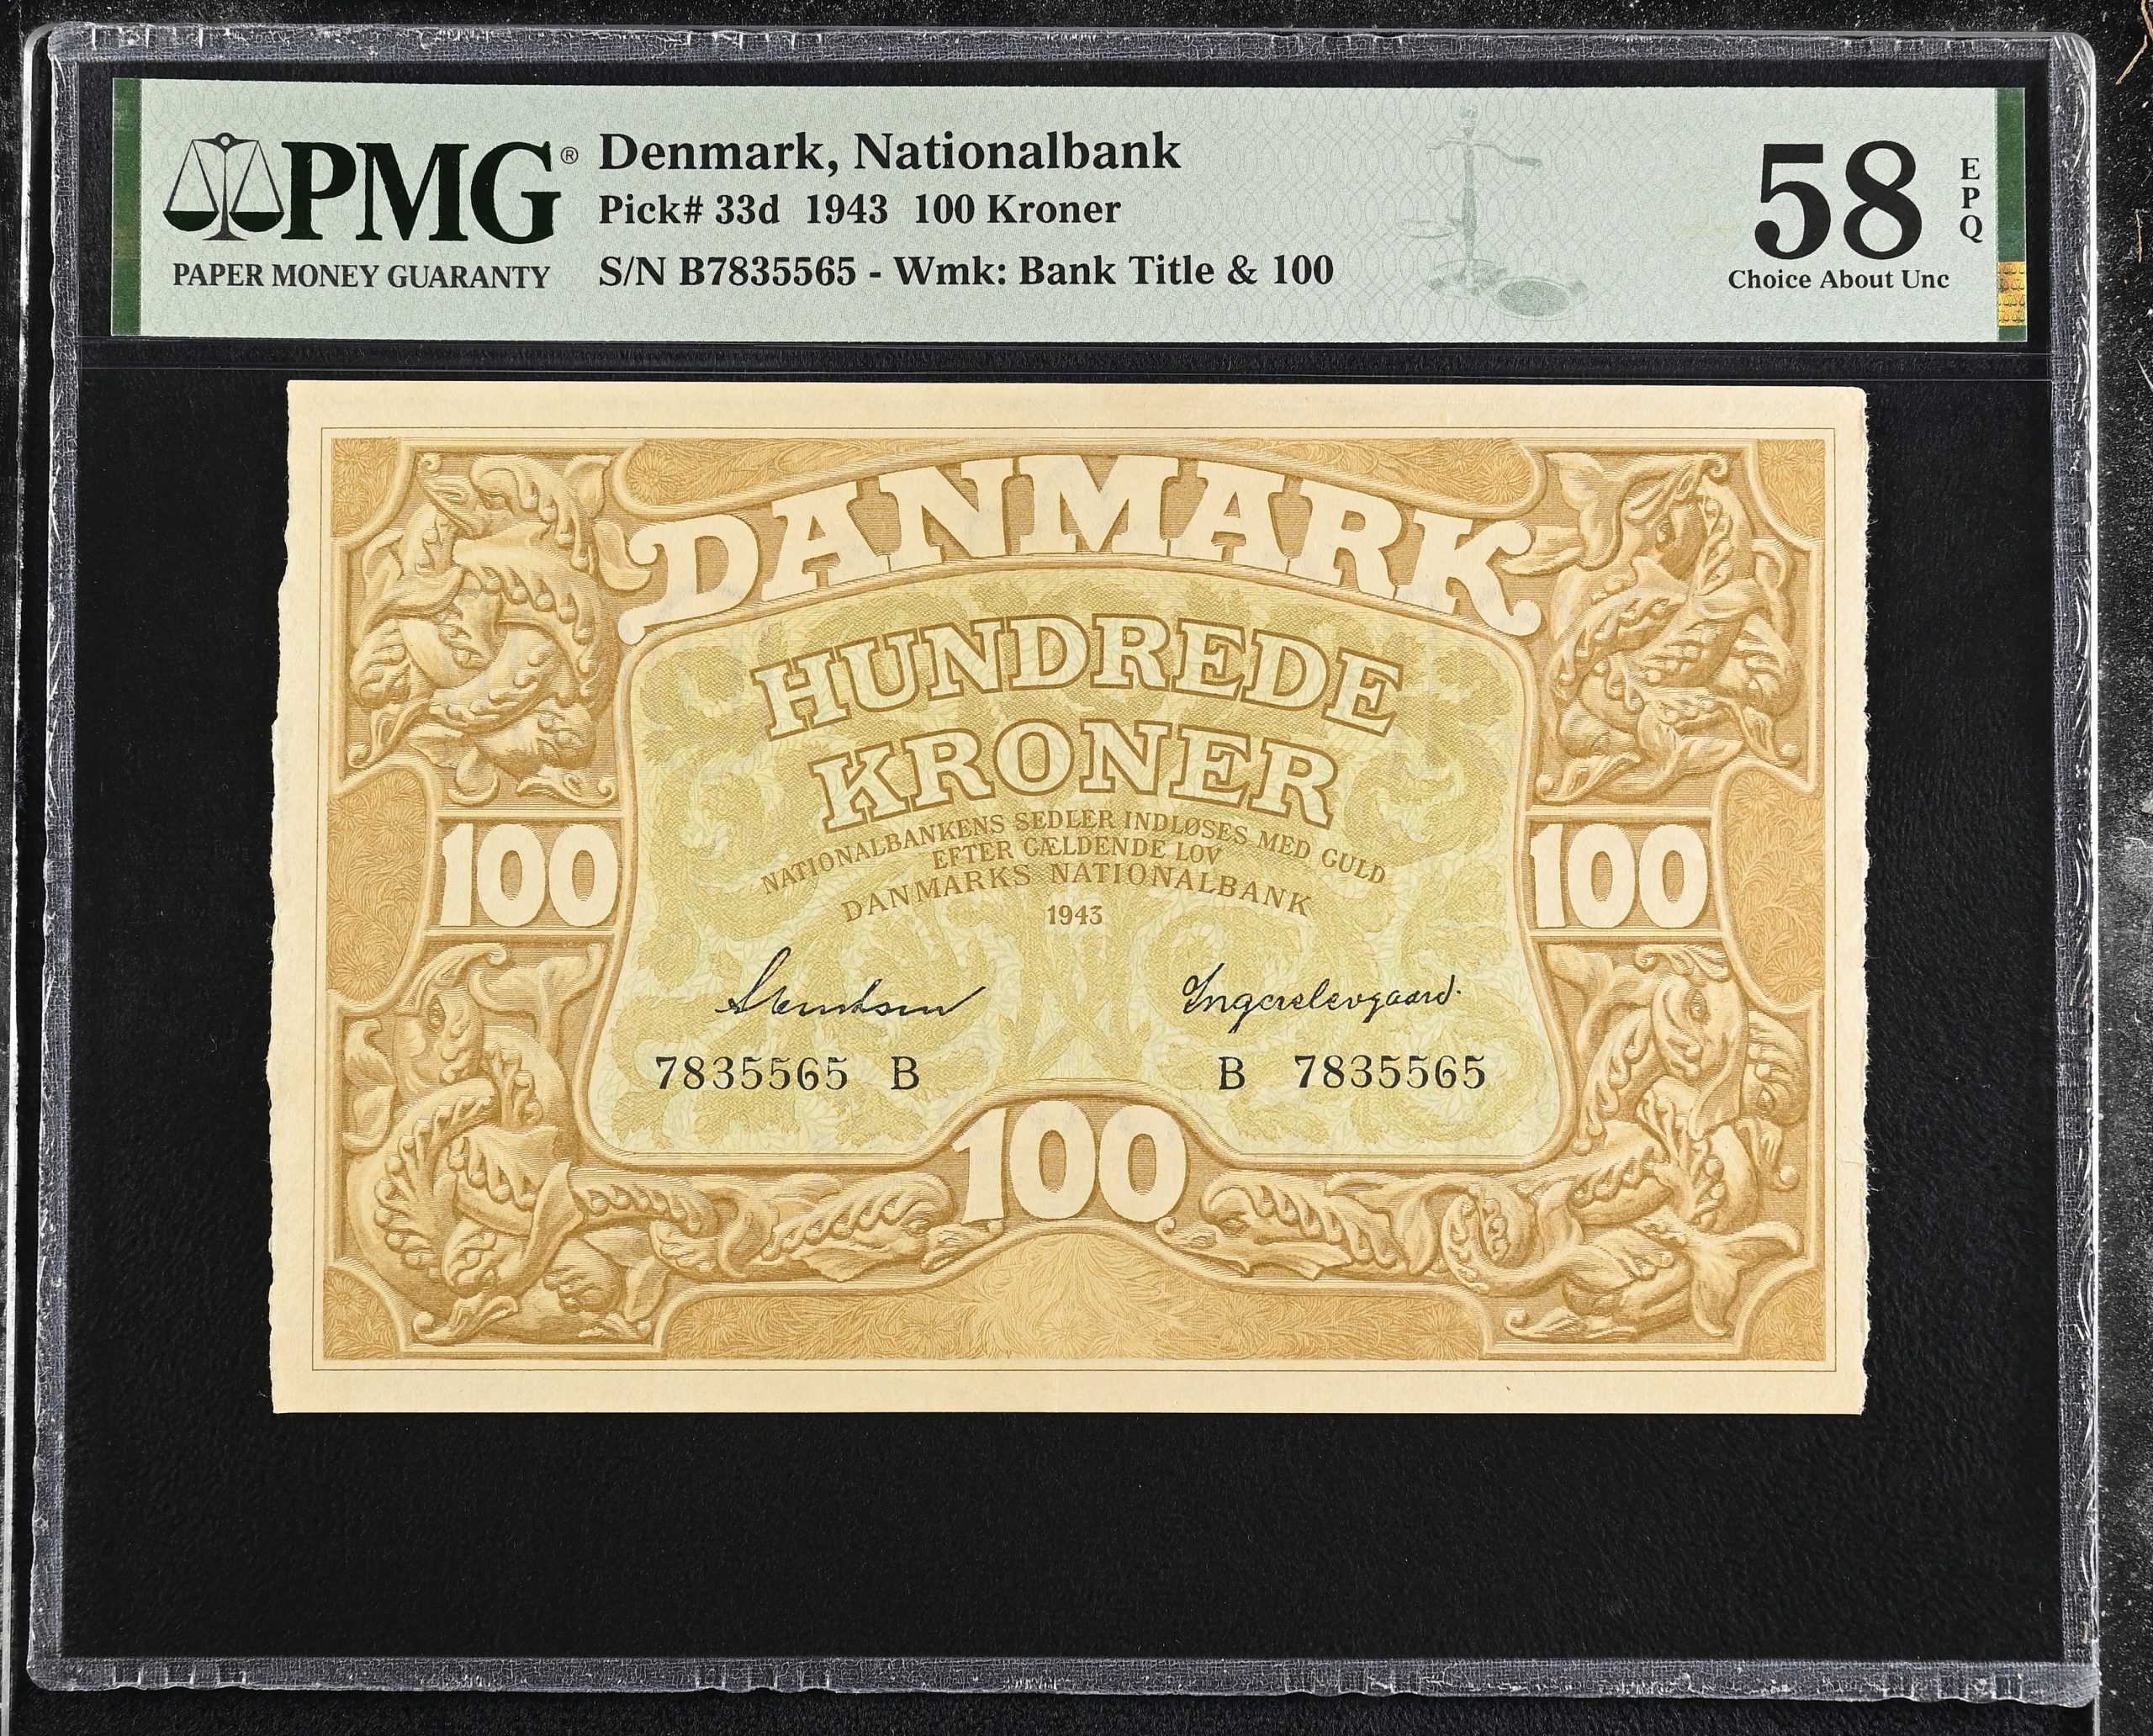 PMG®
PAPER MONEY GUARANTY
Denmark, Nationalbank
Pick# 33d 1943 100 Kroner
S/N B7835565 - Wmk: Bank Title & 100
58
EPQ
Choice About Unc
DANMARK
HUNDREDE
KRONER
NATIONALBANKENS SEDLER INDLØSES MED GULD
EFTER GÆLDENDE LOV
DANMARKS NATIONALBANK
1943
100 100
Svendsen Ingerslevgaard.
7835565 B B 7835565
100